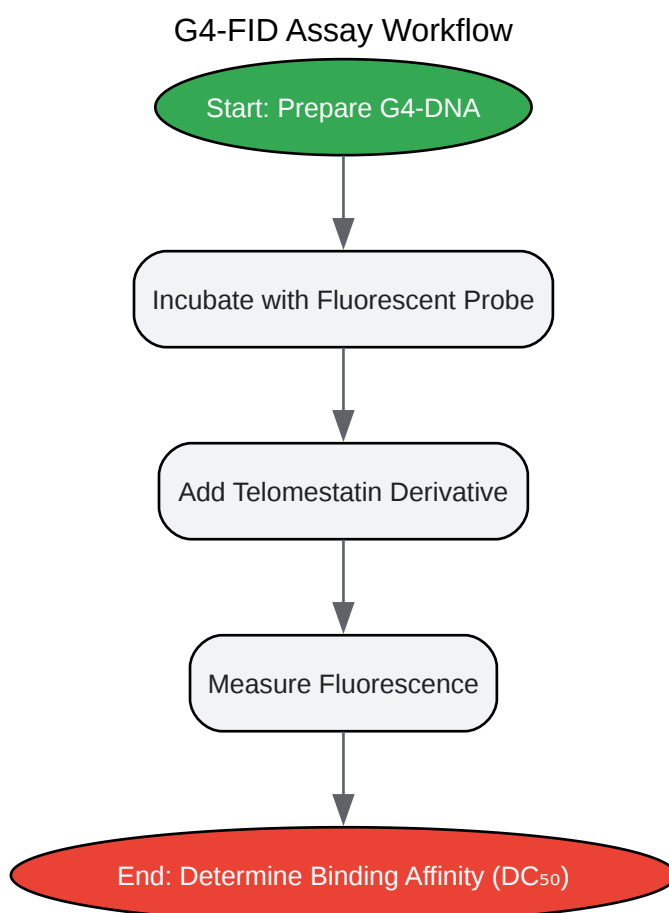 G4-FID Assay Workflow
Start: Prepare G4-DNA
Incubate with Fluorescent Probe
Add Telomestatin Derivative
Measure Fluorescence
End: Determine Binding Affinity (DC₅₀)